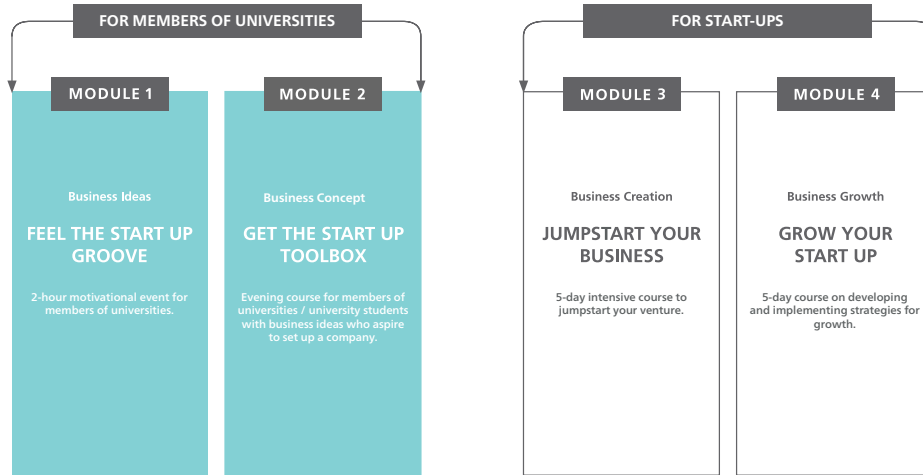 FOR MEMBERS OF UNIVERSITIES
MODULE 1
Business Ideas
FEEL THE START UP
GROOVE
2-hour motivational event for
members of universities.
MODULE 2
Business Concept
GET THE START UP
TOOLBOX
Evening course for members of
universities / university students
with business ideas who aspire
to set up a company.
FOR START-UPS
MODULE 3
Business Creation
JUMPSTART YOUR
BUSINESS
5-day intensive course to
jumpstart your venture.
MODULE 4
Business Growth
GROW YOUR
START UP
5-day course on developing
and implementing strategies for
growth.